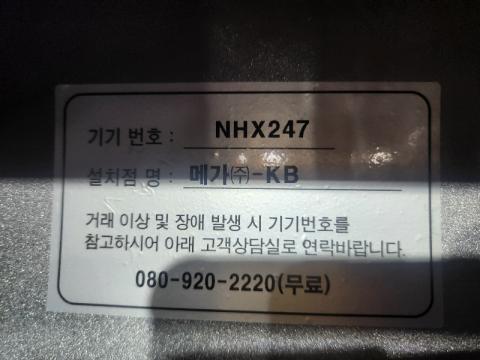 기기 번호 : NHX247
설치점 명 : 메가㈜-KB
거래 이상 및 장애 발생 시 기기번호를
참고하시어 아래 고객상담실로 연락바랍니다.
080-920-2220(무료)